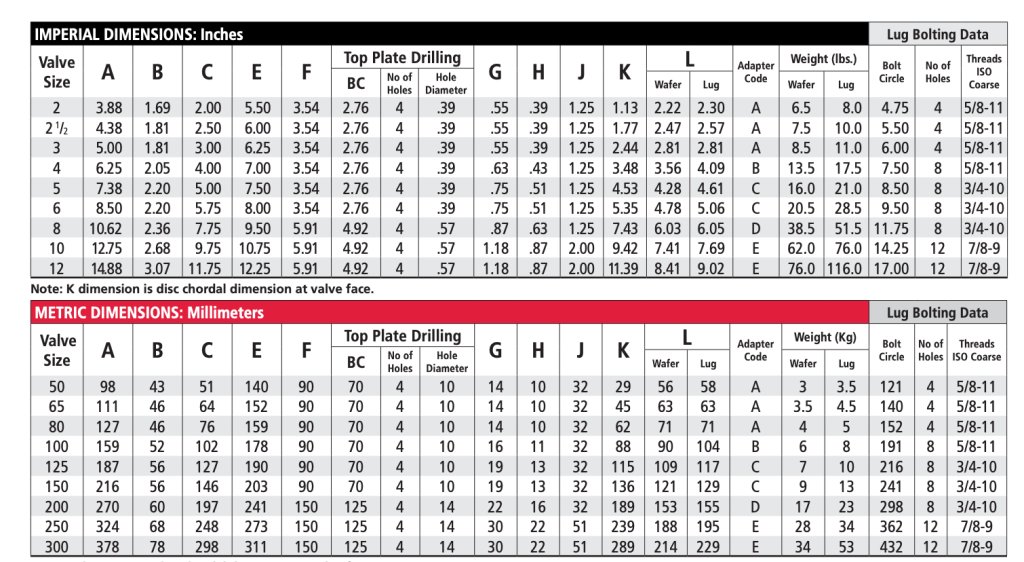 IMPERIAL DIMENSIONS: Inches Lug Bolting Data
Valve Size A B C E F Top Plate Drilling G H J K L Adapter Code Weight (lbs.) Bolt Circle No of Holes Threads ISO Coarse
BC No of Holes Hole Diameter Wafer Lug Wafer Lug
2 3.88 1.69 2.00 5.50 3.54 2.76 4 .39 .55 .39 1.25 1.13 2.22 2.30 A 6.5 8.0 4.75 4 5/8-11
2 1/2 4.38 1.81 2.50 6.00 3.54 2.76 4 .39 .55 .39 1.25 1.77 2.47 2.57 A 7.5 10.0 5.50 4 5/8-11
3 5.00 1.81 3.00 6.25 3.54 2.76 4 .39 .55 .39 1.25 2.44 2.81 2.81 A 8.5 11.0 6.00 4 5/8-11
4 6.25 2.05 4.00 7.00 3.54 2.76 4 .39 .63 .43 1.25 3.48 3.56 4.09 B 13.5 17.5 7.50 8 5/8-11
5 7.38 2.20 5.00 7.50 3.54 2.76 4 .39 .75 .51 1.25 4.53 4.28 4.61 C 16.0 21.0 8.50 8 3/4-10
6 8.50 2.20 5.75 8.00 3.54 2.76 4 .39 .75 .51 1.25 5.35 4.78 5.06 C 20.5 28.5 9.50 8 3/4-10
8 10.62 2.36 7.75 9.50 5.91 4.92 4 .57 .87 .63 1.25 7.43 6.03 6.05 D 38.5 51.5 11.75 8 3/4-10
10 12.75 2.68 9.75 10.75 5.91 4.92 4 .57 1.18 .87 2.00 9.42 7.41 7.69 E 62.0 76.0 14.25 12 7/8-9
12 14.88 3.07 11.75 12.25 5.91 4.92 4 .57 1.18 .87 2.00 11.39 8.41 9.02 E 76.0 116.0 17.00 12 7/8-9
Note: K dimension is disc chordal dimension at valve face.
METRIC DIMENSIONS: Millimeters Lug Bolting Data
Valve Size A B C E F Top Plate Drilling G H J K L Adapter Code Weight (Kg) Bolt Circle No of Holes Threads ISO Coarse
BC No of Holes Hole Diameter Wafer Lug Wafer Lug
50 98 43 51 140 90 70 4 10 14 10 32 29 56 58 A 3 3.5 121 4 5/8-11
65 111 46 64 152 90 70 4 10 14 10 32 45 63 63 A 3.5 4.5 140 4 5/8-11
80 127 46 76 159 90 70 4 10 14 10 32 62 71 71 A 4 5 152 4 5/8-11
100 159 52 102 178 90 70 4 10 16 11 32 88 90 104 B 6 8 191 8 5/8-11
125 187 56 127 190 90 70 4 10 19 13 32 115 109 117 C 7 10 216 8 3/4-10
150 216 56 146 203 90 70 4 10 19 13 32 136 121 129 C 9 13 241 8 3/4-10
200 270 60 197 241 150 125 4 14 22 16 32 189 153 155 D 17 23 298 8 3/4-10
250 324 68 248 273 150 125 4 14 30 22 51 239 188 195 E 28 34 362 12 7/8-9
300 378 78 298 311 150 125 4 14 30 22 51 289 214 229 E 34 53 432 12 7/8-9